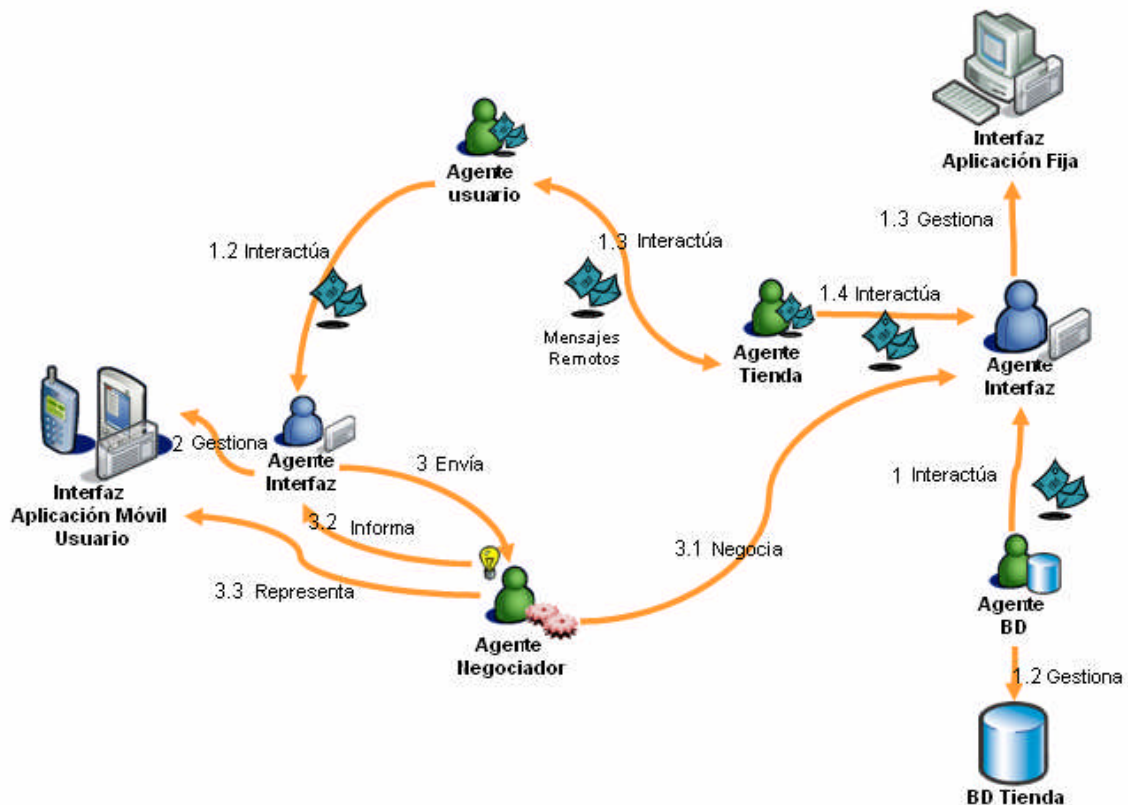 Interfaz
Aplicación Fija
Agente
usuario
1.3 Gestiona
1.2 Interactúa
1.3 Interactúa
1.4 Interactúa
Mensajes
Remotos
Agente
Tienda
Agente
Interfaz
2 Gestiona
Agente
Interfaz
3 Envía
1 Interactúa
Interfaz
Aplicación Móvil
Usuario
3.2 Informa
3.1 Negocia
3.3 Representa
Agente
BD
Agente
Negociador
1.2 Gestiona
BD Tienda